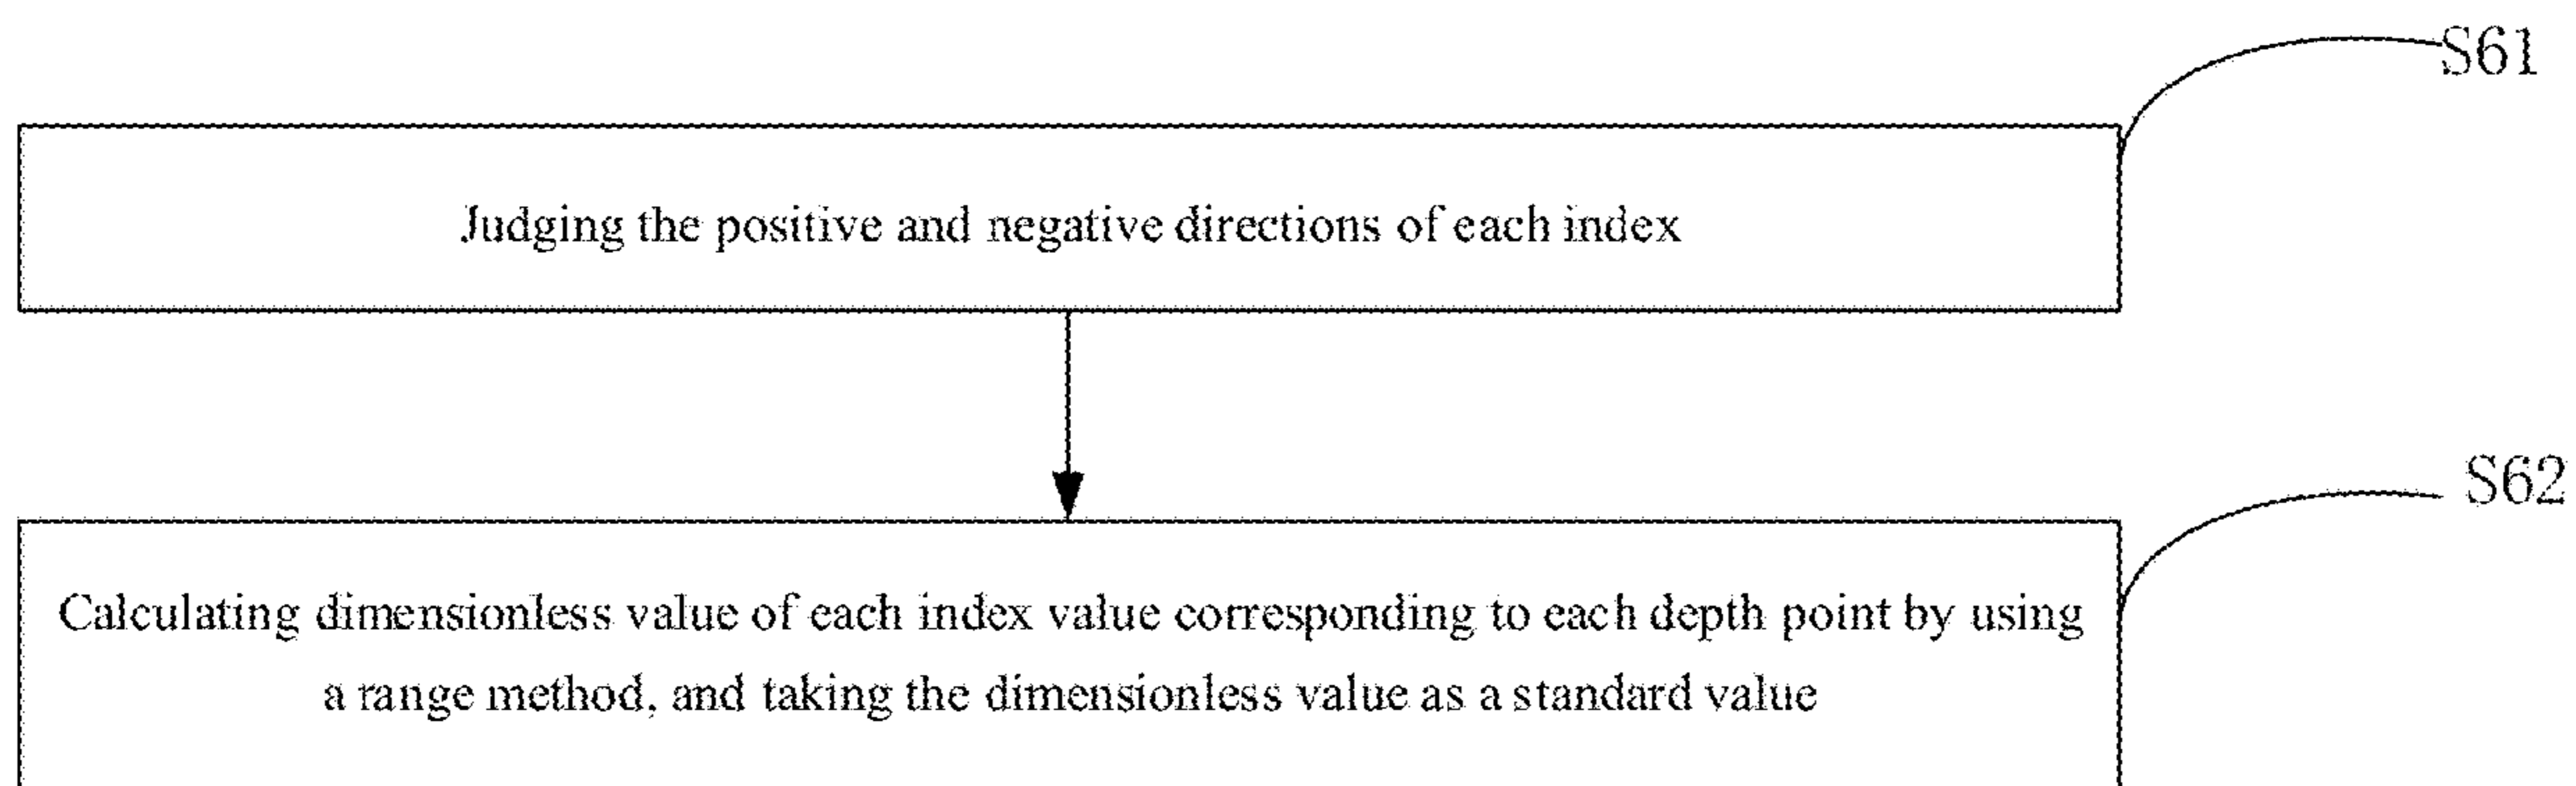 S61
Judging the positive and negative directions of each index
S62
Calculating dimensionless value of each index value corresponding to each depth point by using
a range method, and taking the dimensionless value as a standard value